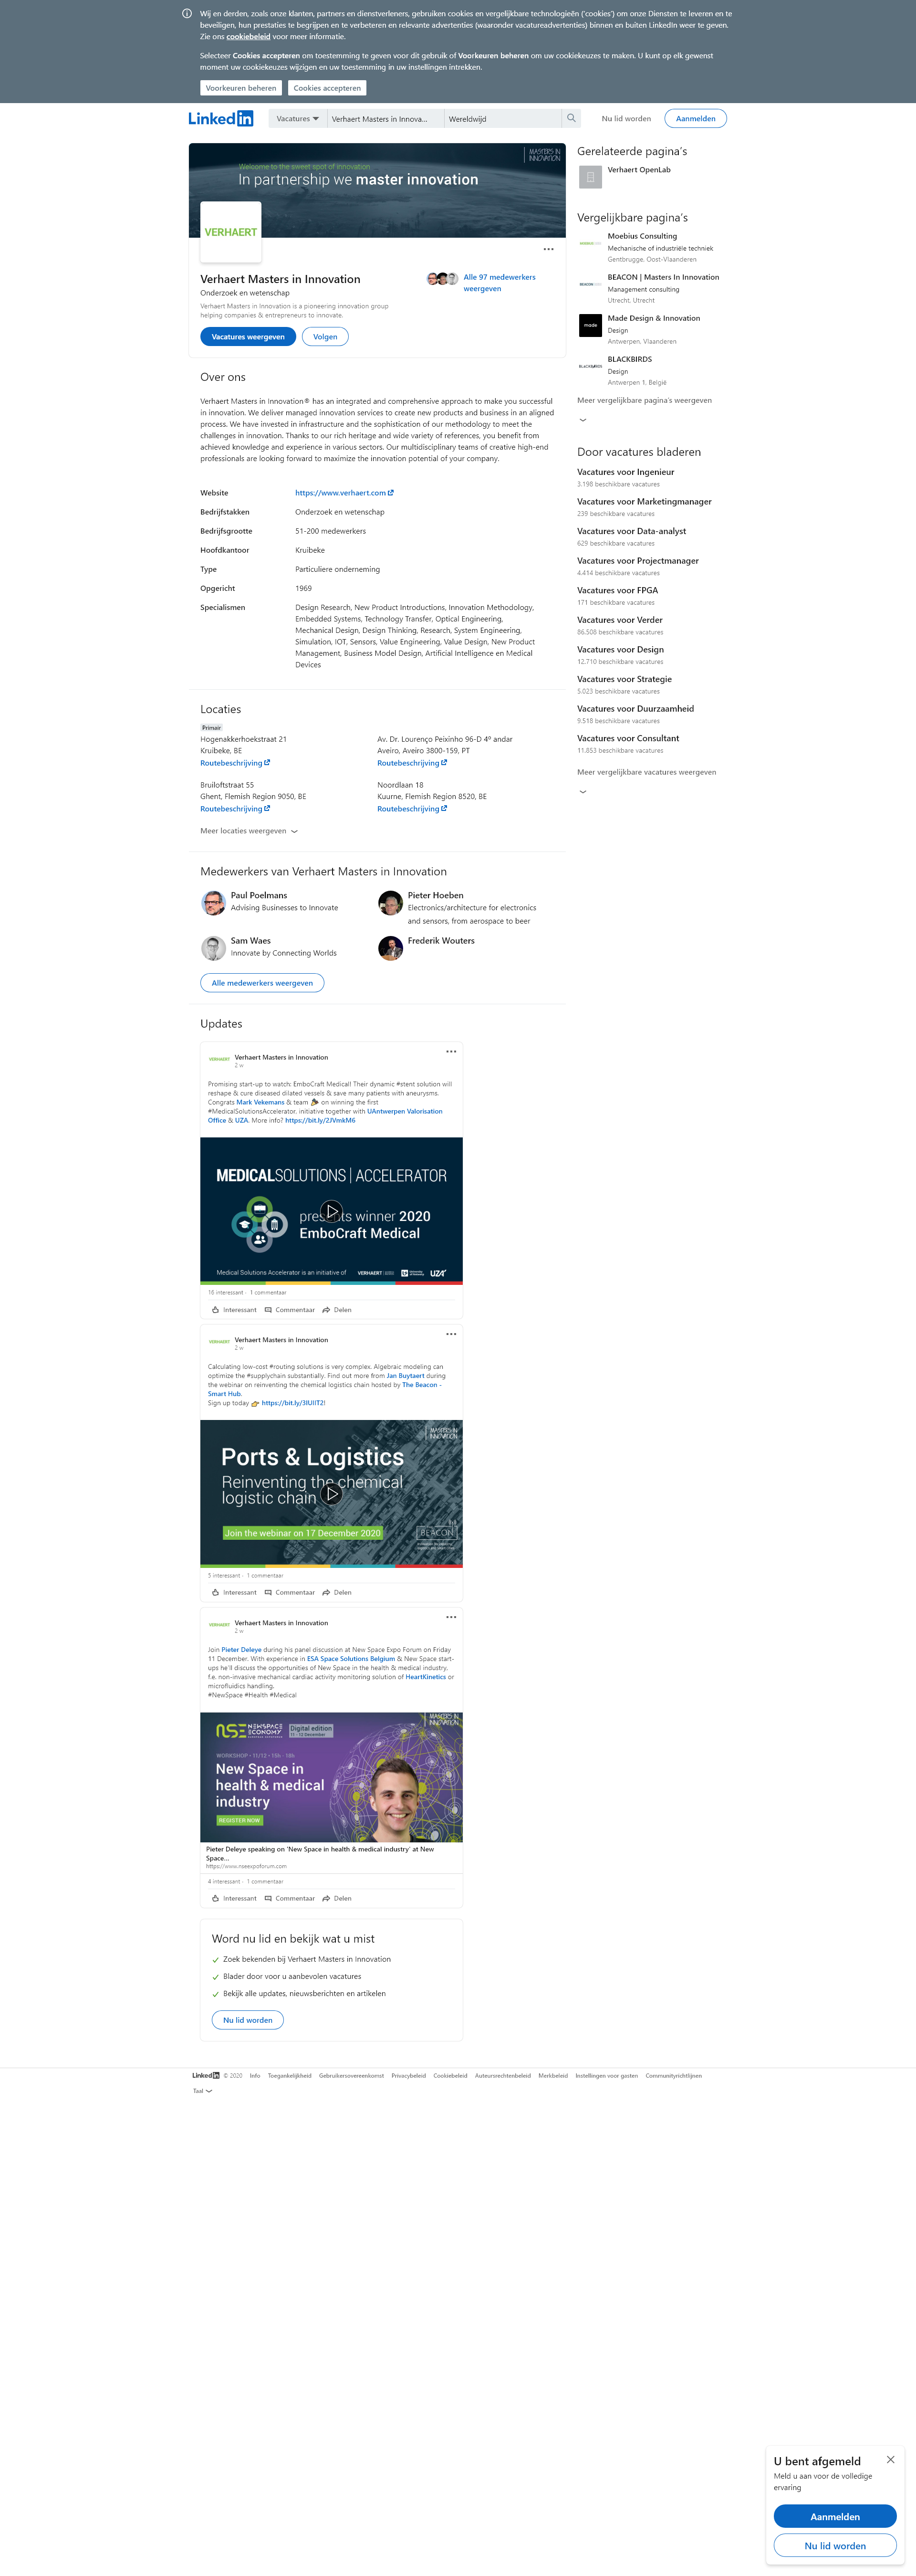 Wij en derden, zoals onze klanten, partners en dienstverleners, gebruiken cookies en vergelijkbare technologieën ('cookies') om onze Diensten te leveren en te
beveiligen, hun prestaties te begrijpen en te verbeteren en relevante advertenties (waaronder vacatureadvertenties) binnen en buiten LinkedIn weer te geven.
Zie ons cookiebeleid voor meer informatie.
Selecteer Cookies accepteren om toestemming te geven voor dit gebruik of Voorkeuren beheren om uw cookiekeuzes te maken. U kunt op elk gewenst
moment uw cookiekeuzes wijzigen en uw toestemming in uw instellingen intrekken.
Voorkeuren beheren Cookies accepteren
LinkedIn Vacatures Verhaert Masters in Innova... Wereldwijd Nu lid worden Aanmelden
MASTERS IN
INNOVATION
Welcome to the sweet spot of innovation
In partnership we master innovation
VERHAERT
Verhaert Masters in Innovation
Onderzoek en wetenschap
Verhaert Masters in Innovation is a pioneering innovation group
helping companies & entrepreneurs to innovate.
Alle 97 medewerkers
weergeven
Vacatures weergeven Volgen
Over ons
Verhaert Masters in Innovation® has an integrated and comprehensive approach to make you successful
in innovation. We deliver managed innovation services to create new products and business in an aligned
process. We have invested in infrastructure and the sophistication of our methodology to meet the
challenges in innovation. Thanks to our rich heritage and wide variety of references, you benefit from
achieved knowledge and experience in various sectors. Our multidisciplinary teams of creative high-end
professionals are looking forward to maximize the innovation potential of your company.
Website https://www.verhaert.com
Bedrijfstakken Onderzoek en wetenschap
Bedrijfsgrootte 51-200 medewerkers
Hoofdkantoor Kruibeke
Type Particuliere onderneming
Opgericht 1969
Specialismen Design Research, New Product Introductions, Innovation Methodology,
Embedded Systems, Technology Transfer, Optical Engineering,
Mechanical Design, Design Thinking, Research, System Engineering,
Simulation, IOT, Sensors, Value Engineering, Value Design, New Product
Management, Business Model Design, Artificial Intelligence en Medical
Devices
Locaties
Primair
Hogenakkerhoekstraat 21
Kruibeke, BE
Routebeschrijving
Av. Dr. Lourenço Peixinho 96-D 4º andar
Aveiro, Aveiro 3800-159, PT
Routebeschrijving
Bruiloftstraat 55
Ghent, Flemish Region 9050, BE
Routebeschrijving
Noordlaan 18
Kuurne, Flemish Region 8520, BE
Routebeschrijving
Meer locaties weergeven
Medewerkers van Verhaert Masters in Innovation
Paul Poelmans
Advising Businesses to Innovate
Pieter Hoeben
Electronics/architecture for electronics
and sensors, from aerospace to beer
Sam Waes
Innovate by Connecting Worlds
Frederik Wouters
Alle medewerkers weergeven
Updates
VERHAERT
Verhaert Masters in Innovation
2 w
Promising start-up to watch: EmboCraft Medical! Their dynamic #stent solution will
reshape & cure diseased dilated vessels & save many patients with aneurysms.
Congrats Mark Vekemans & team 🎉 on winning the first
#MedicalSolutionsAccelerator, initiative together with UAntwerpen Valorisation
Office & UZA. More info? https://bit.ly/2JVmkM6
MEDICALSOLUTIONS | ACCELERATOR
presents winner 2020
EmboCraft Medical
Medical Solutions Accelerator is an initiative of VERHAERT UZA
16 interessant · 1 commentaar
Interessant Commentaar Delen
VERHAERT
Verhaert Masters in Innovation
2 w
Calculating low-cost #routing solutions is very complex. Algebraic modeling can
optimize the #supplychain substantially. Find out more from Jan Buytaert during
the webinar on reinventing the chemical logistics chain hosted by The Beacon -
Smart Hub.
Sign up today 👉 https://bit.ly/3lUlIT2!
MASTERS IN
INNOVATION
Ports & Logistics
Reinventing the chemical
logistic chain
Join the webinar on 17 December 2020
BEACON
5 interessant · 1 commentaar
Interessant Commentaar Delen
VERHAERT
Verhaert Masters in Innovation
2 w
Join Pieter Deleye during his panel discussion at New Space Expo Forum on Friday
11 December. With experience in ESA Space Solutions Belgium & New Space start-
ups he'll discuss the opportunities of New Space in the health & medical industry,
f.e. non-invasive mechanical cardiac activity monitoring solution of HeartKinetics or
microfluidics handling.
#NewSpace #Health #Medical
MASTERS IN
INNOVATION
NSE NEWSPACE
ECONOMY
Digital edition
WORKSHOP • 11/12 • 15h - 18h
New Space in
health & medical
industry
REGISTER NOW
Pieter Deleye speaking on 'New Space in health & medical industry' at New
Space...
https://www.nseexpoforum.com
4 interessant · 1 commentaar
Interessant Commentaar Delen
Word nu lid en bekijk wat u mist
Zoek bekenden bij Verhaert Masters in Innovation
Blader door voor u aanbevolen vacatures
Bekijk alle updates, nieuwsberichten en artikelen
Nu lid worden
Gerelateerde pagina's
Verhaert OpenLab
Vergelijkbare pagina's
Moebius Consulting
Mechanische of industriële techniek
Gentbrugge, Oost-Vlaanderen
BEACON | Masters In Innovation
Management consulting
Utrecht, Utrecht
made
Made Design & Innovation
Design
Antwerpen, Vlaanderen
BLACKBIRDS
BLACKBIRDS
Design
Antwerpen 1, België
Meer vergelijkbare pagina's weergeven
Door vacatures bladeren
Vacatures voor Ingenieur
3.198 beschikbare vacatures
Vacatures voor Marketingmanager
239 beschikbare vacatures
Vacatures voor Data-analyst
629 beschikbare vacatures
Vacatures voor Projectmanager
4.414 beschikbare vacatures
Vacatures voor FPGA
171 beschikbare vacatures
Vacatures voor Verder
86.508 beschikbare vacatures
Vacatures voor Design
12.710 beschikbare vacatures
Vacatures voor Strategie
5.023 beschikbare vacatures
Vacatures voor Duurzaamheid
9.518 beschikbare vacatures
Vacatures voor Consultant
11.853 beschikbare vacatures
Meer vergelijkbare vacatures weergeven
LinkedIn © 2020 Info Toegankelijkheid Gebruikersovereenkomst Privacybeleid Cookiebeleid Auteursrechtenbeleid Merkbeleid Instellingen voor gasten Communityrichtlijnen
Taal
U bent afgemeld
Meld u aan voor de volledige
ervaring
Aanmelden
Nu lid worden